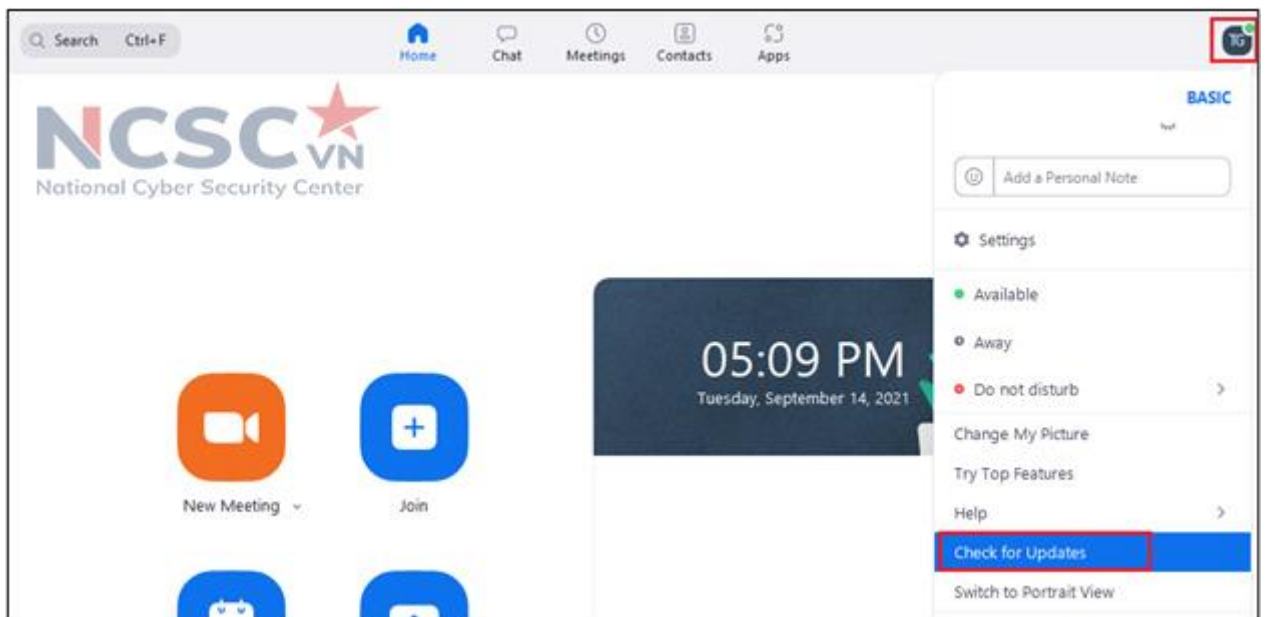 Search Ctrl+F
Home Chat Meetings Contacts Apps
TG
NCSC VN
National Cyber Security Center
BASIC
Add a Personal Note
Settings
Available
Away
Do not disturb
Change My Picture
Try Top Features
Help
Check for Updates
Switch to Portrait View
05:09 PM
Tuesday, September 14, 2021
New Meeting
Join